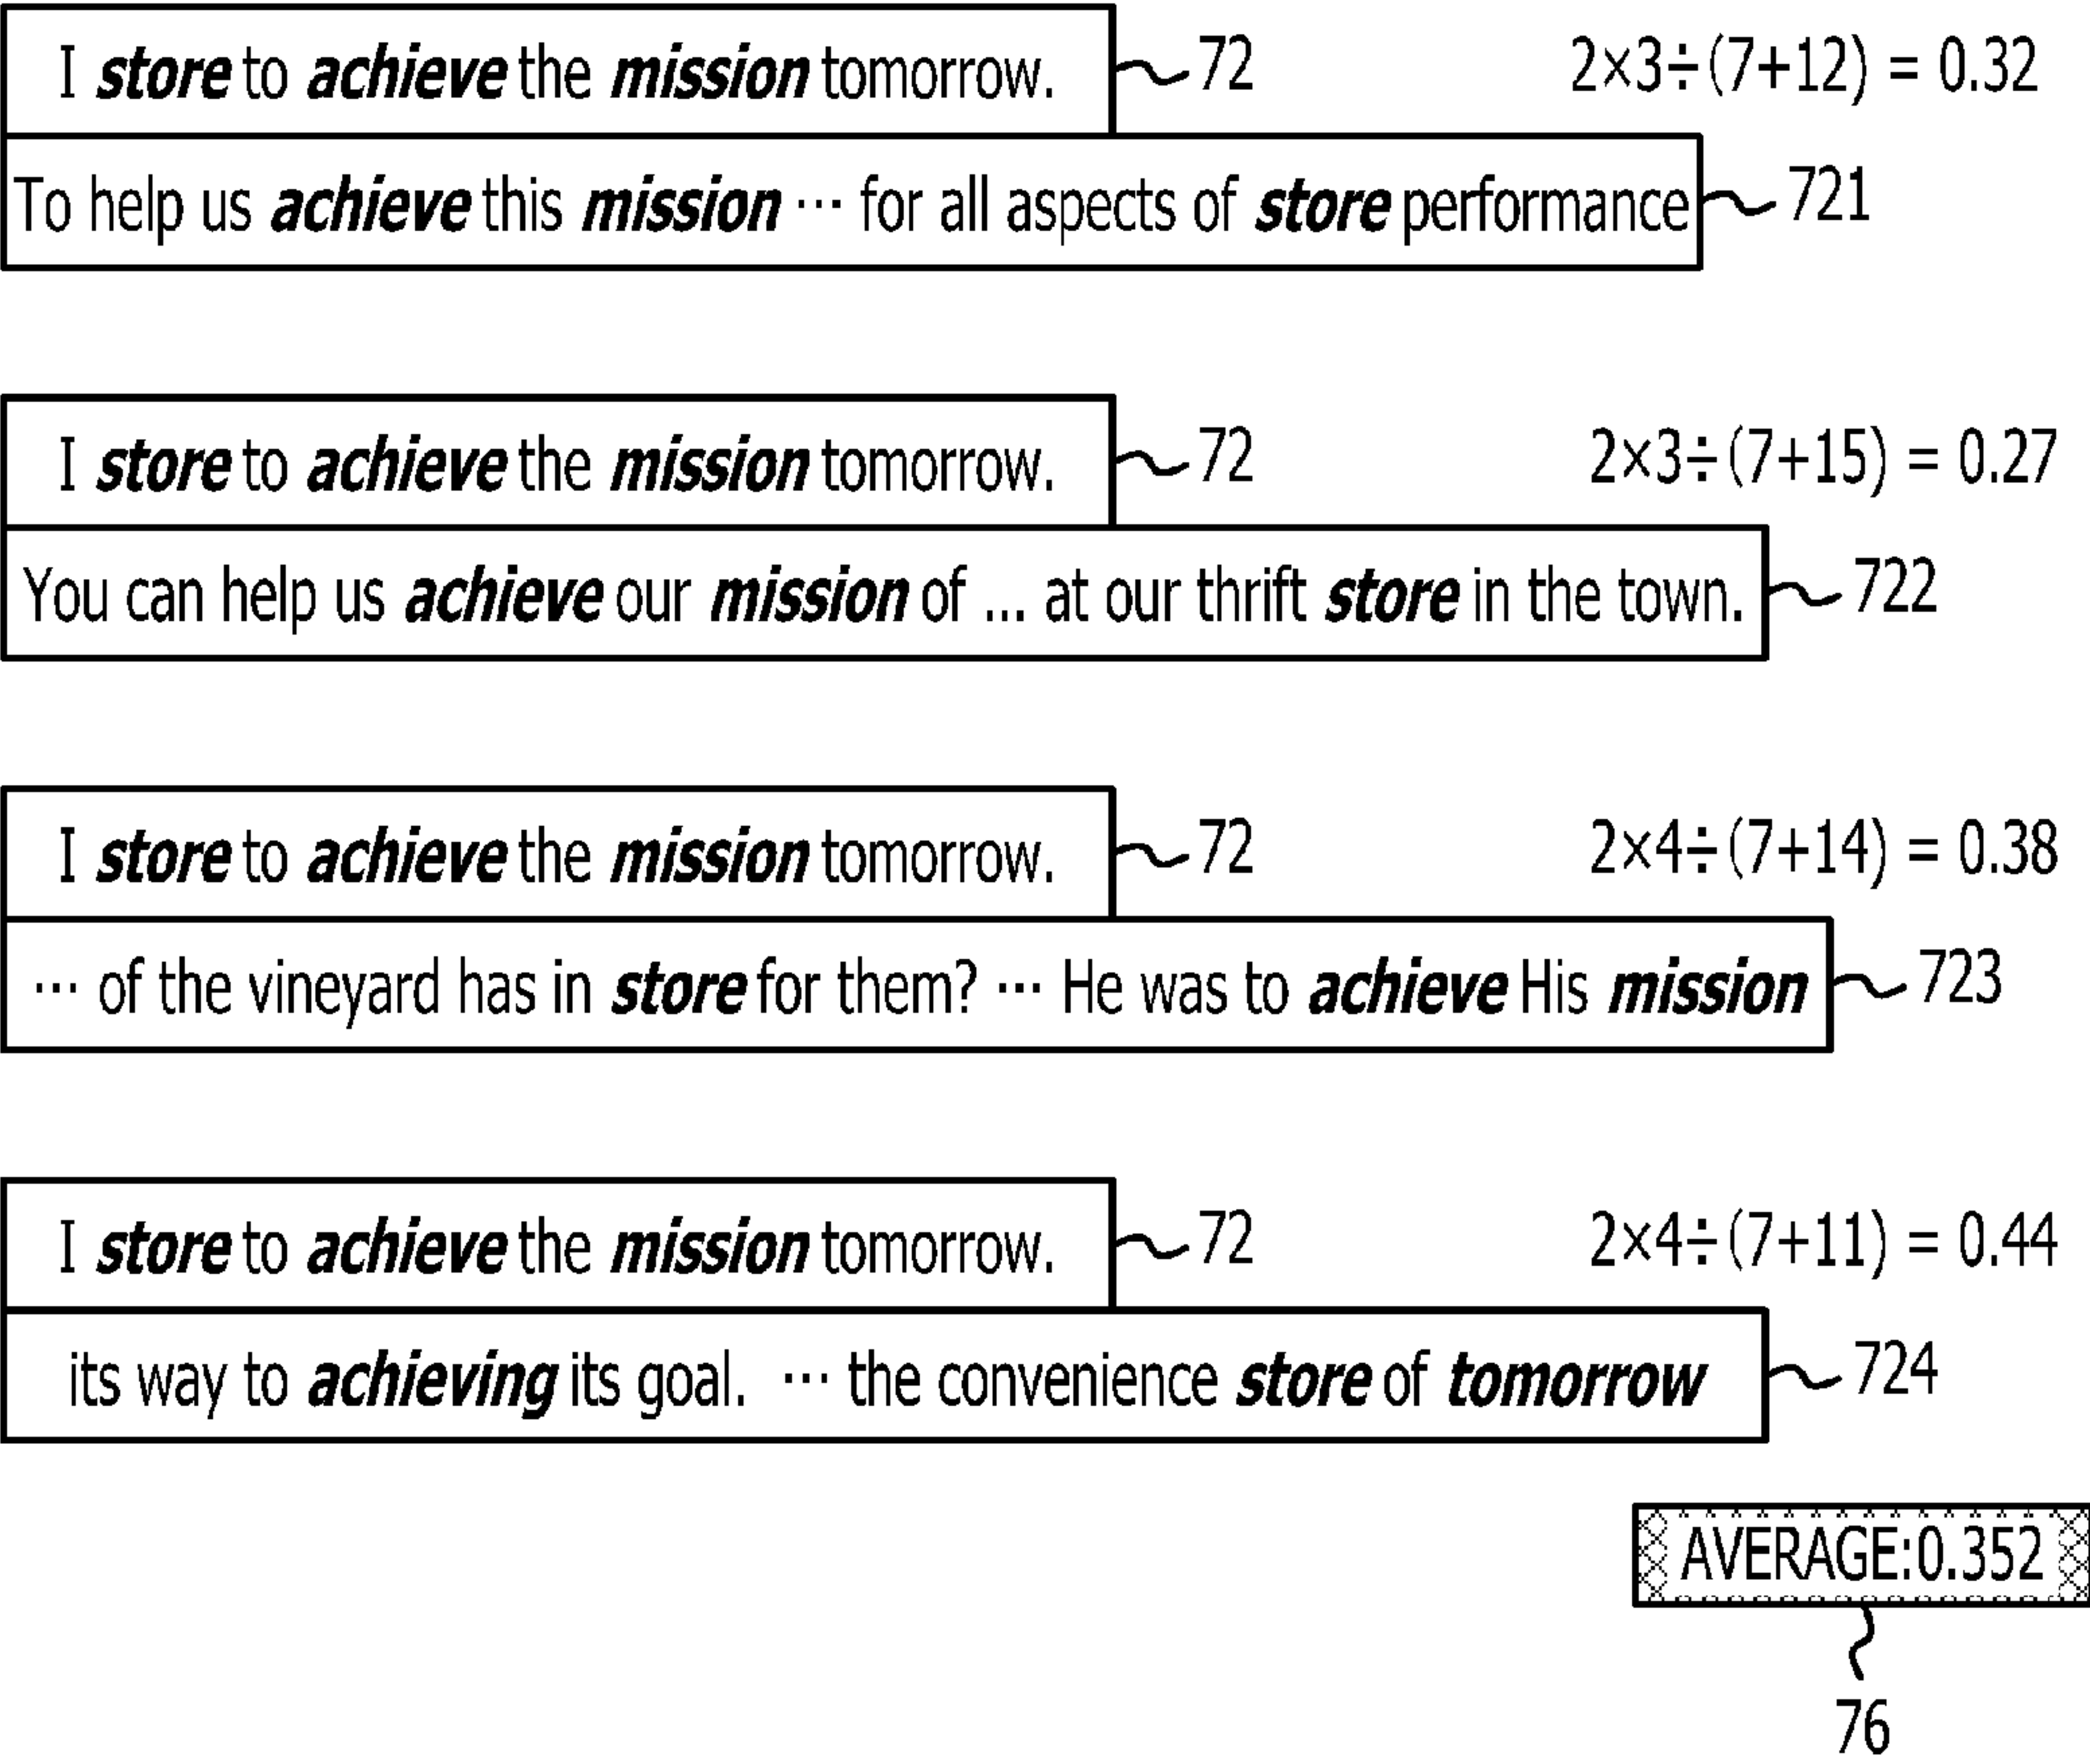 I store to achieve the mission tomorrow. 72 2×3÷(7+12) = 0.32
To help us achieve this mission ··· for all aspects of store performance 721
I store to achieve the mission tomorrow. 72 2×3÷(7+15) = 0.27
You can help us achieve our mission of ... at our thrift store in the town. 722
I store to achieve the mission tomorrow. 72 2×4÷(7+14) = 0.38
··· of the vineyard has in store for them? ··· He was to achieve His mission 723
I store to achieve the mission tomorrow. 72 2×4÷(7+11) = 0.44
its way to achieving its goal. ··· the convenience store of tomorrow 724
AVERAGE:0.352
76